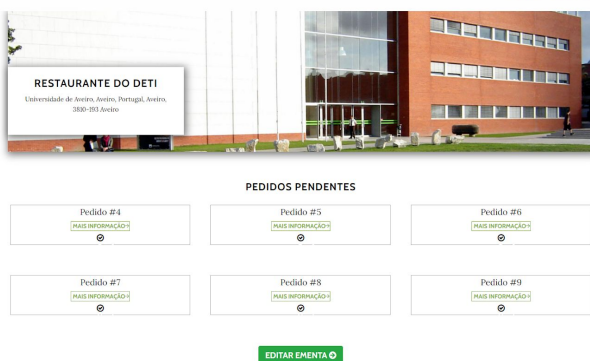 RESTAURANTE DO DETI
Universidade de Aveiro, Aveiro, Portugal, Aveiro,
3810-193 Aveiro
PEDIDOS PENDENTES
Pedido #4
MAIS INFORMAÇÃO
Pedido #5
MAIS INFORMAÇÃO
Pedido #6
MAIS INFORMAÇÃO
Pedido #7
MAIS INFORMAÇÃO
Pedido #8
MAIS INFORMAÇÃO
Pedido #9
MAIS INFORMAÇÃO
EDITAR EMENTA